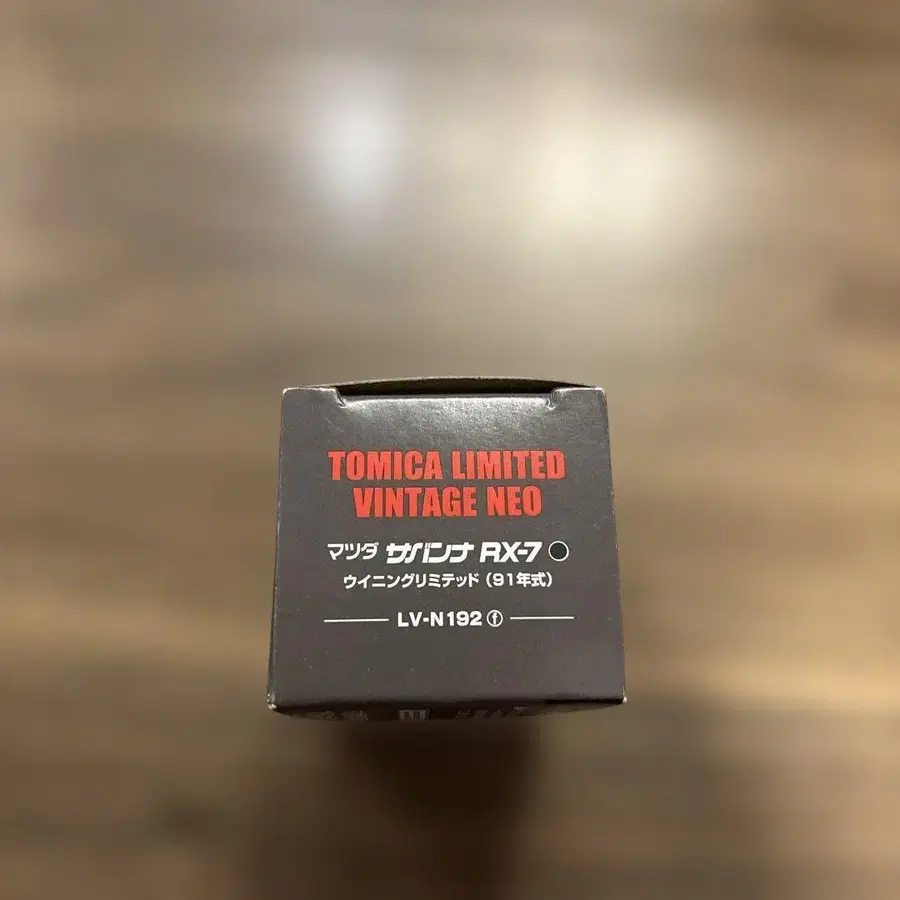 TOMICA LIMITED
VINTAGE NEO
マツダ サバンナ RX-7
ウイニングリミテッド (91年式)
LV-N192 ⓕ